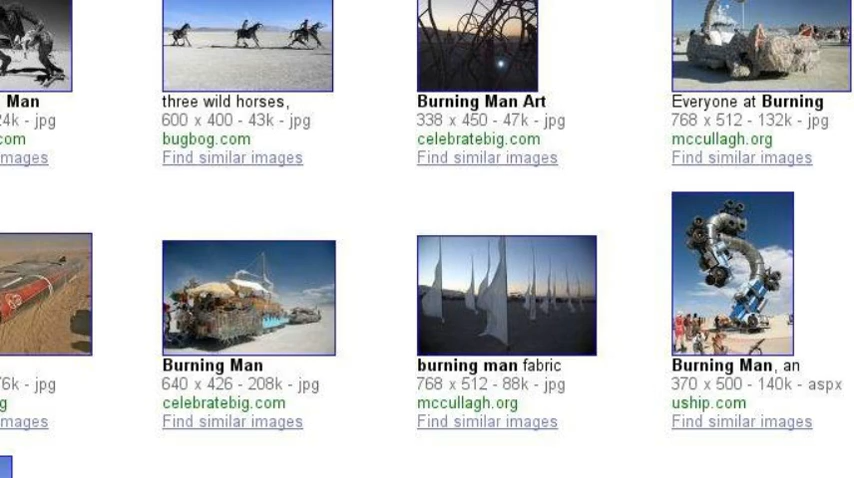 Man
three wild horses,
Burning Man Art
Everyone at Burning
24k - jpg
600 x 400 - 43k - jpg
338 x 450 - 47k - jpg
768 x 512 - 132k - jpg
com
bugbog.com
celebratebig.com
mccullagh.org
images
Find similar images
Find similar images
Find similar images
Burning Man
burning man fabric
Burning Man, an
76k - jpg
640 x 426 - 208k - jpg
768 x 512 - 88k - jpg
370 x 500 - 140k - aspx
g
celebratebig.com
mccullagh.org
uship.com
images
Find similar images
Find similar images
Find similar images